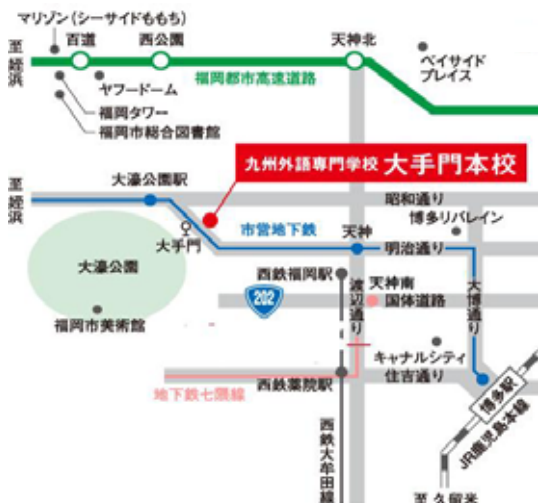 マリゾン(シーサイドももち)
至姪浜
百道
西公園
天神北
ベイサイド
プレイス
ヤフードーム
福岡都市高速道路
福岡タワー
福岡市総合図書館
九州外語専門学校 大手門本校
至姪浜
大濠公園駅
昭和通り
博多リバレイン
市営地下鉄
天神
明治通り
大手門
大濠公園
西鉄福岡駅
渡辺通り
天神南
国体道路
大博通り
202
福岡市美術館
キャナルシティ
住吉通り
地下鉄七隈線
西鉄薬院駅
博多駅
JR鹿児島本線
西鉄大牟田線
至久留米